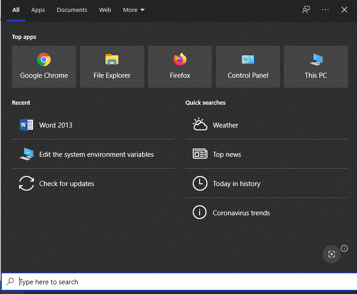 All Apps Documents Web More
Top apps
Google Chrome File Explorer Firefox Control Panel This PC
Recent Quick searches
Word 2013 Weather
Edit the system environment variables Top news
Check for updates Today in history
Coronavirus trends
Type here to search